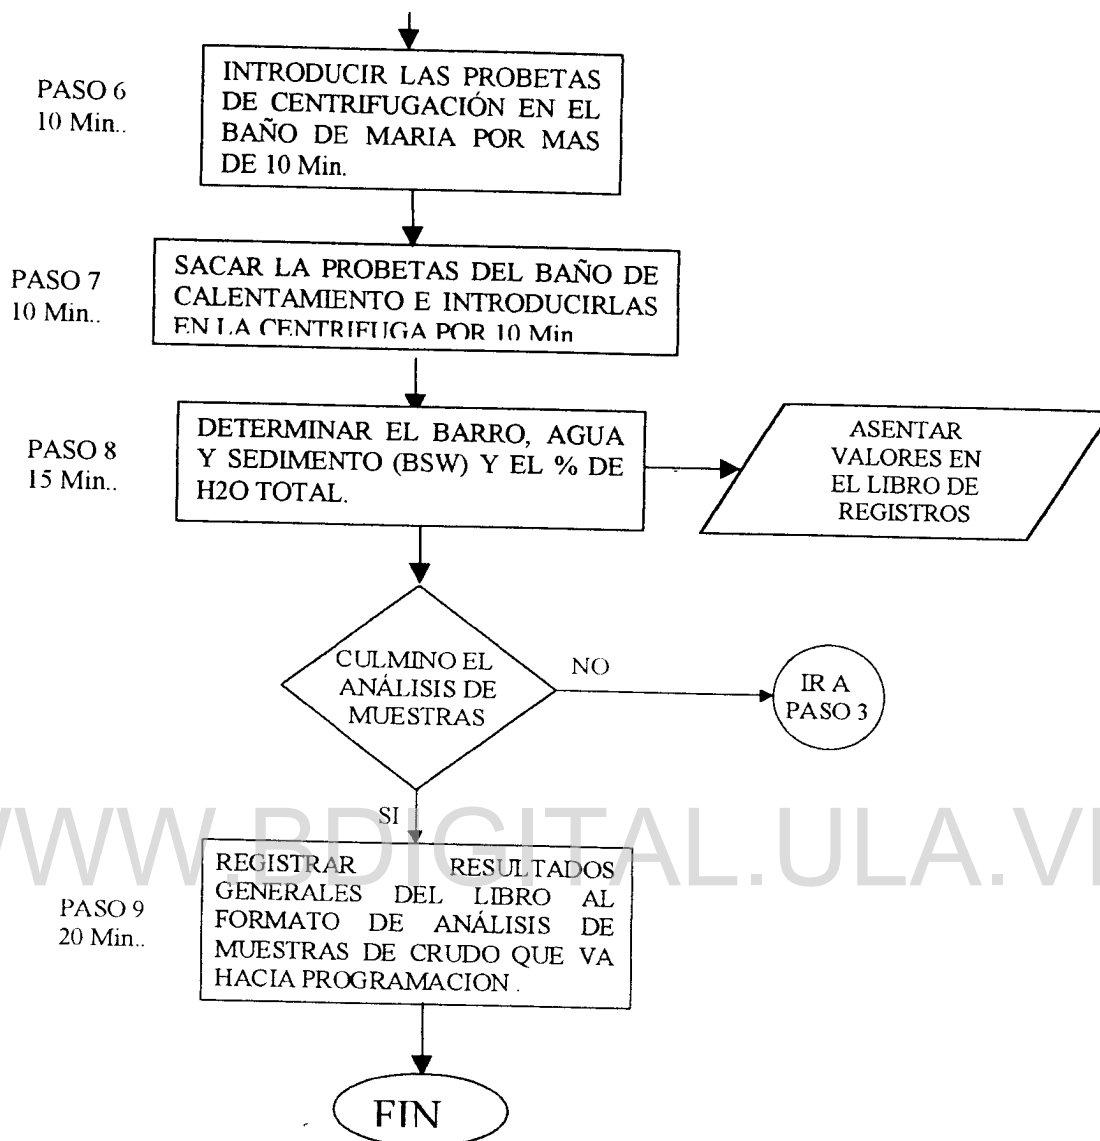 PASO 6
10 Min..
INTRODUCIR LAS PROBETAS
DE CENTRIFUGACIÓN EN EL
BAÑO DE MARIA POR MAS
DE 10 Min.
PASO 7
10 Min..
SACAR LA PROBETAS DEL BAÑO DE
CALENTAMIENTO E INTRODUCIRLAS
EN LA CENTRIFUGA POR 10 Min
PASO 8
15 Min..
DETERMINAR EL BARRO, AGUA
Y SEDIMENTO (BSW) Y EL % DE
H2O TOTAL.
ASENTAR
VALORES EN
EL LIBRO DE
REGISTROS
CULMINO EL
ANÁLISIS DE
MUESTRAS
NO
IR A
PASO 3
SI
WWW.BDIGITAL.ULA.VE
PASO 9
20 Min..
REGISTRAR RESULTADOS
GENERALES DEL LIBRO AL
FORMATO DE ANÁLISIS DE
MUESTRAS DE CRUDO QUE VA
HACIA PROGRAMACION .
FIN